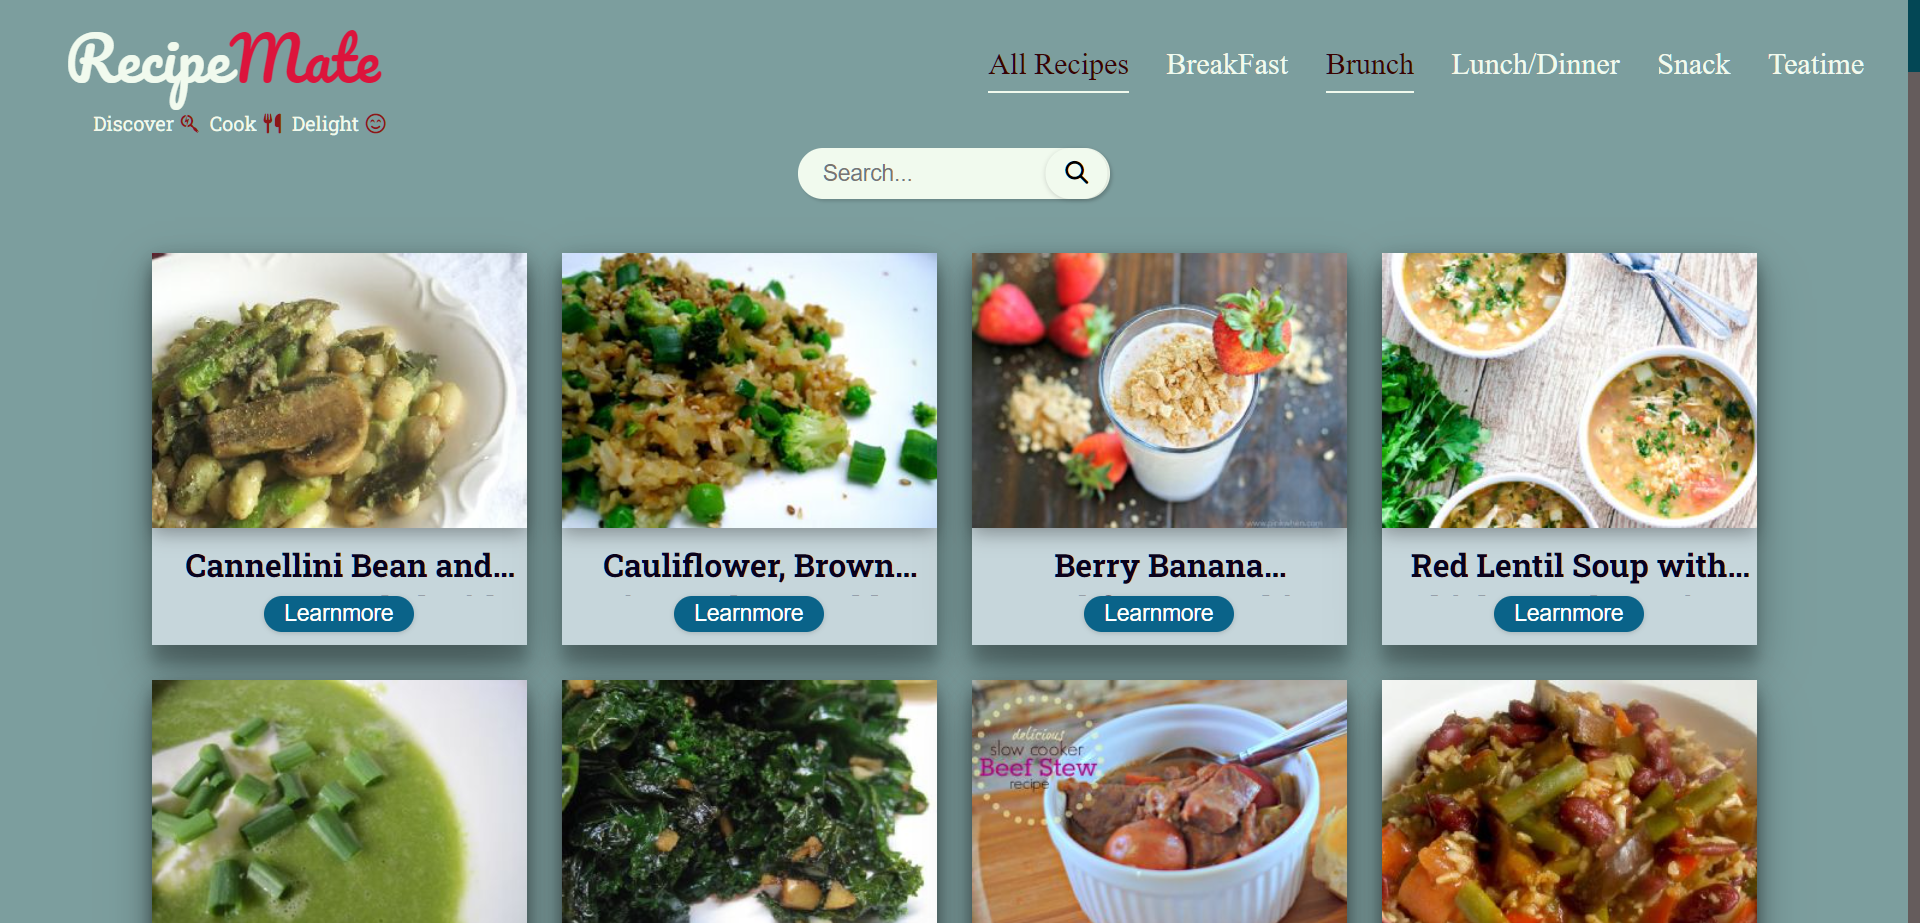 RecipeMate
Discover Cook Delight
All Recipes BreakFast Brunch Lunch/Dinner Snack Teatime
Search...
Cannellini Bean and...
Learnmore
Cauliflower, Brown...
Learnmore
Berry Banana...
Learnmore
Red Lentil Soup with...
Learnmore
delicious
slow cooker
Beef Stew
recipe